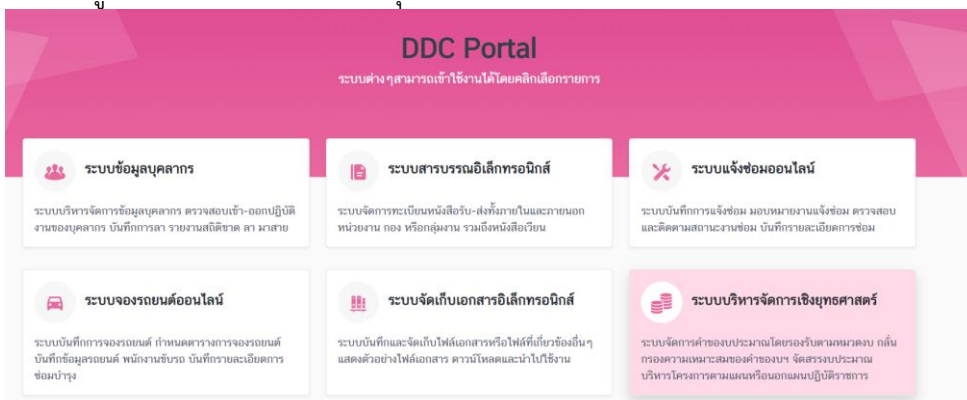 DDC Portal
ระบบต่างๆสามารถเข้าใช้งานได้โดยคลิกเลือกรายการ
ระบบข้อมูลบุคลากร
ระบบบริหารจัดการข้อมูลบุคลากร ตรวจสอบเข้า-ออกปฏิบัติ
งานของบุคลากร บันทึกการลา รายงานสถิติขาด ลา มาสาย
ระบบสารบรรณอิเล็กทรอนิกส์
ระบบจัดการทะเบียนหนังสือรับ-ส่งทั้งภายในและภายนอก
หน่วยงาน กอง หรือกลุ่มงาน รวมถึงหนังสือเวียน
ระบบแจ้งซ่อมออนไลน์
ระบบบันทึกการแจ้งซ่อม มอบหมายงานแจ้งซ่อม ตรวจสอบ
และติดตามสถานะงานซ่อม บันทึกรายละเอียดการซ่อม
ระบบจองรถยนต์ออนไลน์
ระบบบันทึกการจองรถยนต์ กำหนดตารางการจองรถยนต์
บันทึกข้อมูลรถยนต์ พนักงานขับรถ บันทึกรายละเอียดการ
ซ่อมบำรุง
ระบบจัดเก็บเอกสารอิเล็กทรอนิกส์
ระบบบันทึกและจัดเก็บไฟล์เอกสารหรือไฟล์ที่เกี่ยวข้องอื่นๆ
แสดงตัวอย่างไฟล์เอกสาร ดาวน์โหลดและนำไปใช้งาน
ระบบบริหารจัดการเชิงยุทธศาสตร์
ระบบจัดการคำของบประมาณโดยรองรับตามหมวดงบ กลั่น
กรองความเหมาะสมของคำของบฯ จัดสรรงบประมาณ
บริหารโครงการตามแผนหรือนอกแผนปฏิบัติราชการ